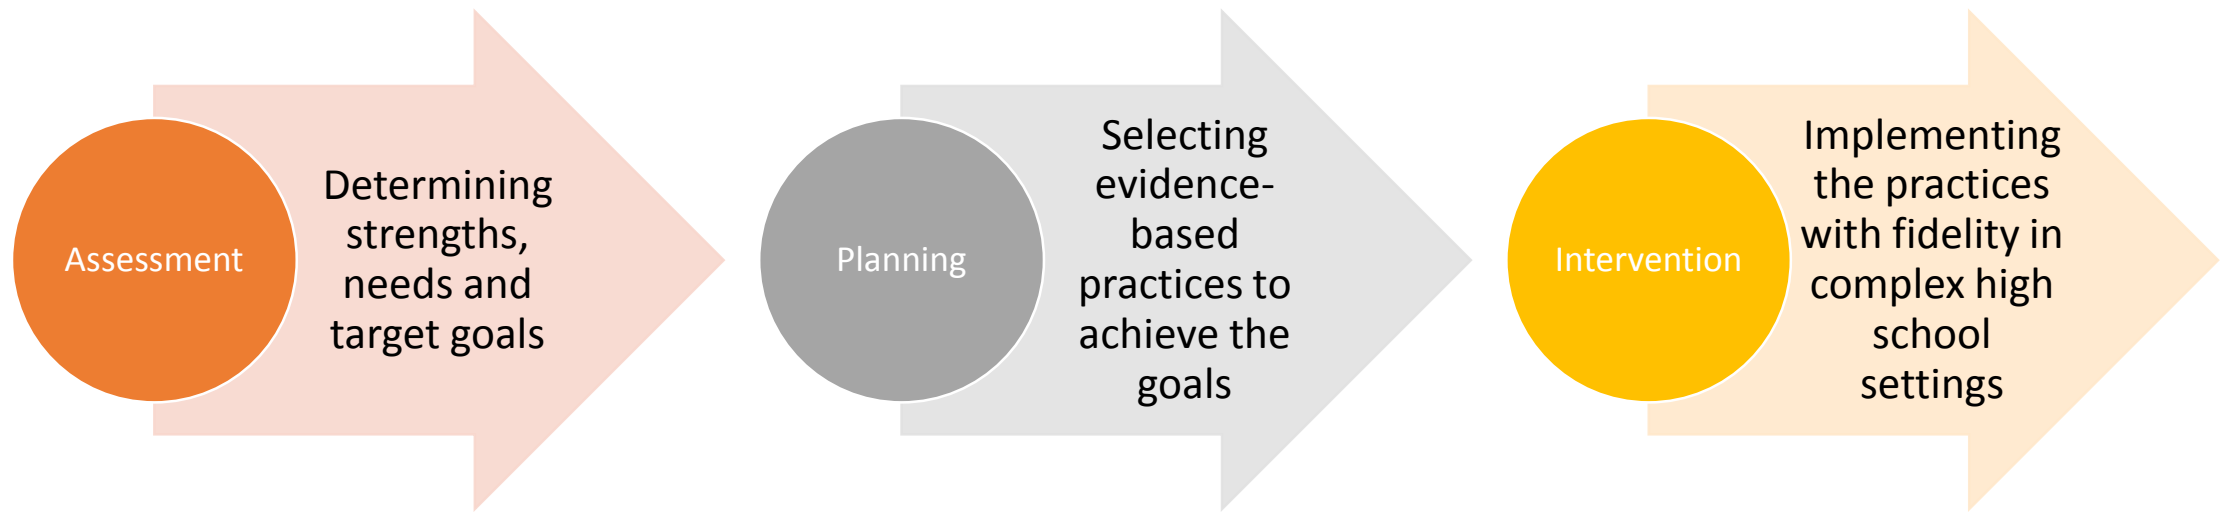 Assessment
Determining
strengths,
needs and
target goals
Planning
Selecting
evidence-
based
practices to
achieve the
goals
Intervention
Implementing
the practices
with fidelity in
complex high
school
settings